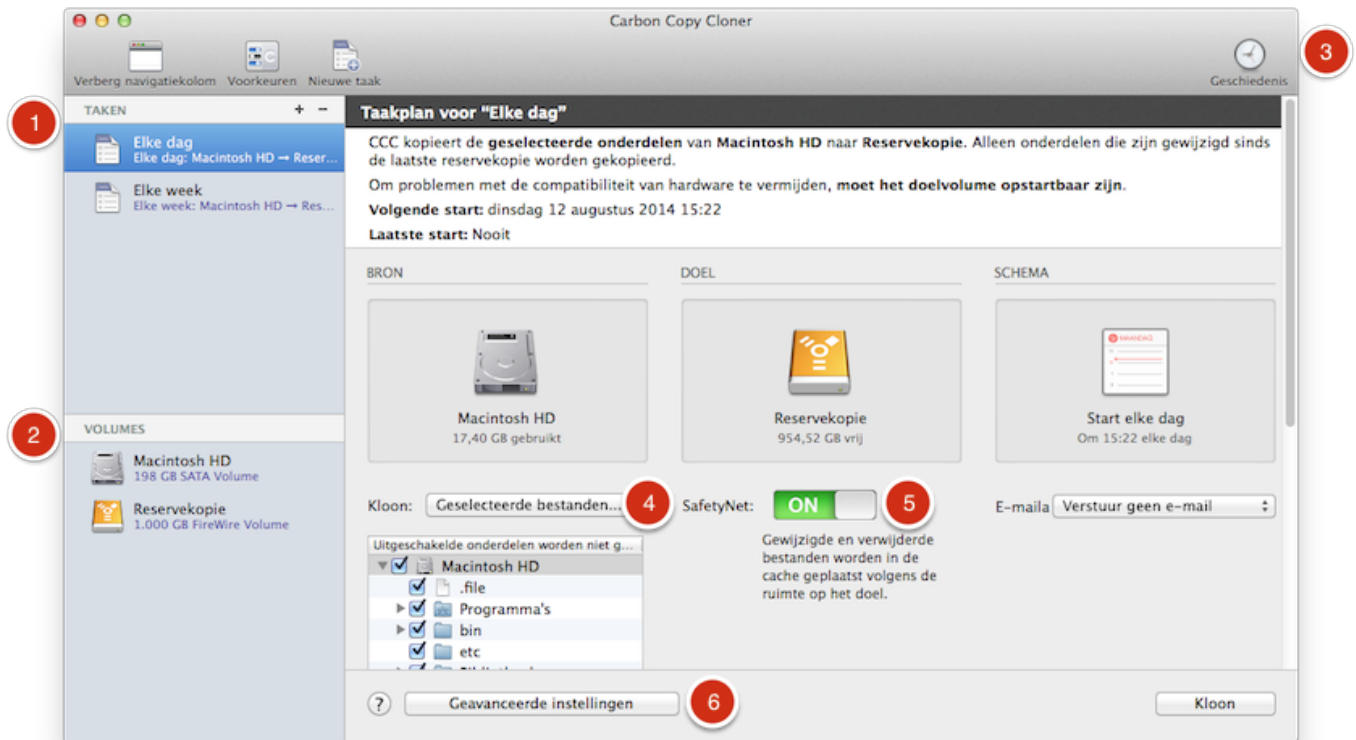 Carbon Copy Cloner
Verberg navigatiekolom
Voorkeuren
Nieuwe taak
Geschiedenis
3
1
TAKEN
+ −
Elke dag
Elke dag: Macintosh HD → Reser...
Elke week
Elke week: Macintosh HD → Res...
2
VOLUMES
Macintosh HD
198 GB SATA Volume
Reservekopie
1.000 GB FireWire Volume
Taakplan voor "Elke dag"
CCC kopieert de geselecteerde onderdelen van Macintosh HD naar Reservekopie. Alleen onderdelen die zijn gewijzigd sinds
de laatste reservekopie worden gekopieerd.
Om problemen met de compatibiliteit van hardware te vermijden, moet het doelvolume opstartbaar zijn.
Volgende start: dinsdag 12 augustus 2014 15:22
Laatste start: Nooit
BRON
Macintosh HD
17,40 GB gebruikt
DOEL
Reservekopie
954,52 GB vrij
SCHEMA
MAANDAG
Start elke dag
Om 15:22 elke dag
Kloon: Geselecteerde bestanden...
4
Uitgeschakelde onderdelen worden niet g...
Macintosh HD
.file
Programma's
bin
etc
SafetyNet: ON
5
Gewijzigde en verwijderde
bestanden worden in de
cache geplaatst volgens de
ruimte op het doel.
E-maila Verstuur geen e-mail
? Geavanceerde instellingen
6
Kloon